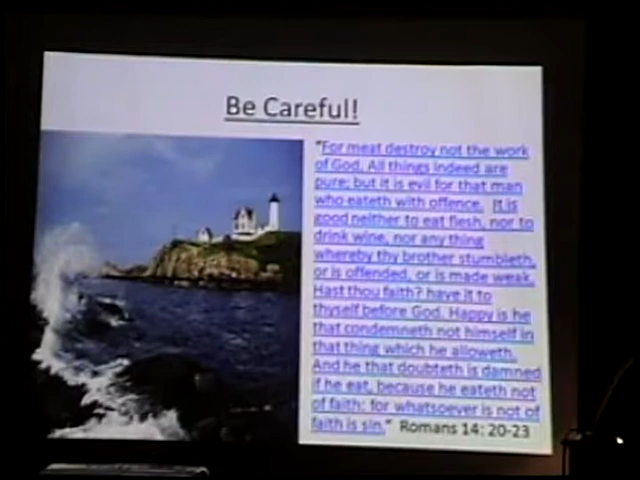 Be Careful!
"For meat destroy not the work
of God. All things indeed are
pure; but it is evil for that man
who eateth with offence. It is
good neither to eat flesh, nor to
drink wine, nor any thing
whereby thy brother stumbleth,
or is offended, or is made weak.
Hast thou faith? have it to
thyself before God. Happy is he
that condemneth not himself in
that thing which he alloweth.
And he that doubteth is damned
if he eat, because he eateth not
of faith: for whatsoever is not of
faith is sin." Romans 14: 20-23